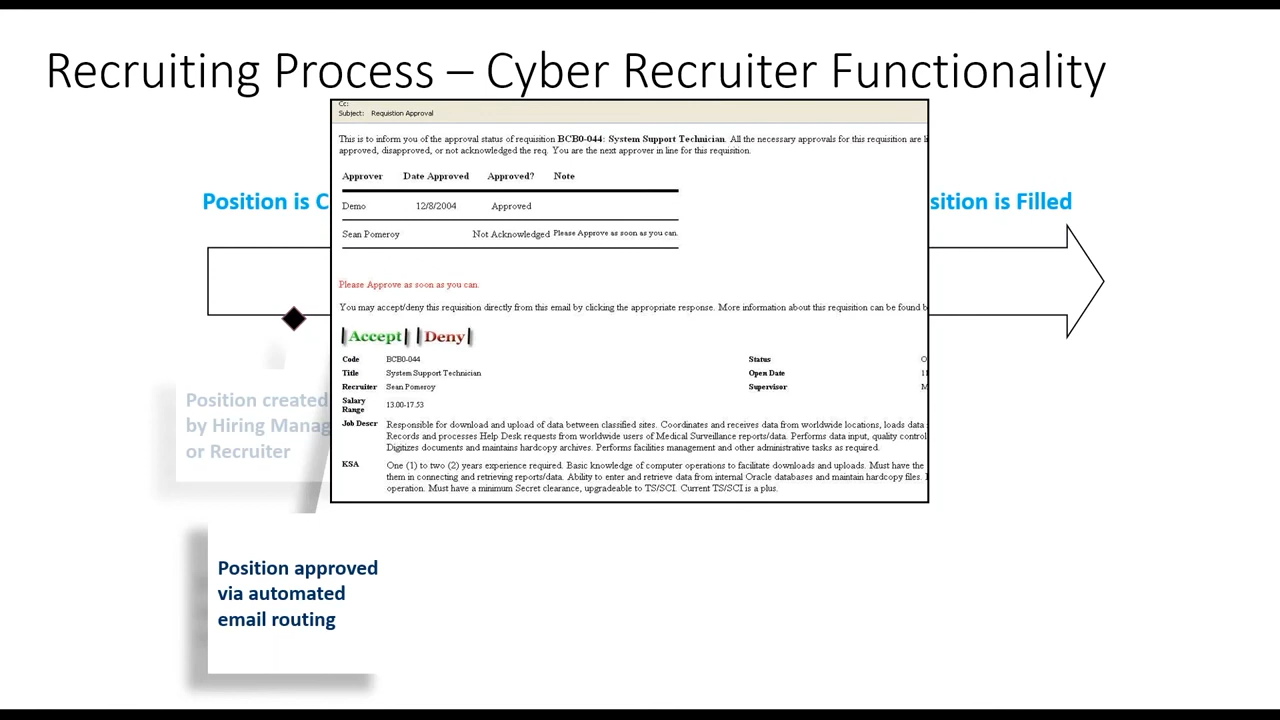 Recruiting Process – Cyber Recruiter Functionality
Cc:
Subject: Requistion Approval
This is to inform you of the approval status of requisition BCB0-044: System Support Technician. All the necessary approvals for this requisition are
approved, disapproved, or not acknowledged the req. You are the next approver in line for this requisition.
Approver Date Approved Approved? Note
Demo 12/8/2004 Approved
Sean Pomeroy Not Acknowledged Please Approve as soon as you can.
Please Approve as soon as you can.
You may accept/deny this requisition directly from this email by clicking the appropriate response. More information about this requisition can be found
Accept Deny
Code BCB0-044 Status
Title System Support Technician Open Date
Recruiter Sean Pomeroy Supervisor
Salary Range 13.00-17.53
Job Descr Responsible for download and upload of data between classified sites. Coordinates and receives data from worldwide locations, loads data
Records and processes Help Desk requests from worldwide users of Medical Surveillance reports/data. Performs data input, quality control
Digitizes documents and maintains hardcopy archives. Performs facilities management and other administrative tasks as required.
KSA One (1) to two (2) years experience required. Basic knowledge of computer operations to facilitate downloads and uploads. Must have the
them in connecting and retrieving reports/data. Ability to enter and retrieve data from internal Oracle databases and maintain hardcopy files.
operation. Must have a minimum Secret clearance, upgradeable to TS/SCI. Current TS/SCI is a plus.
Position is C
sition is Filled
Position created
by Hiring Manag
or Recruiter
Position approved
via automated
email routing